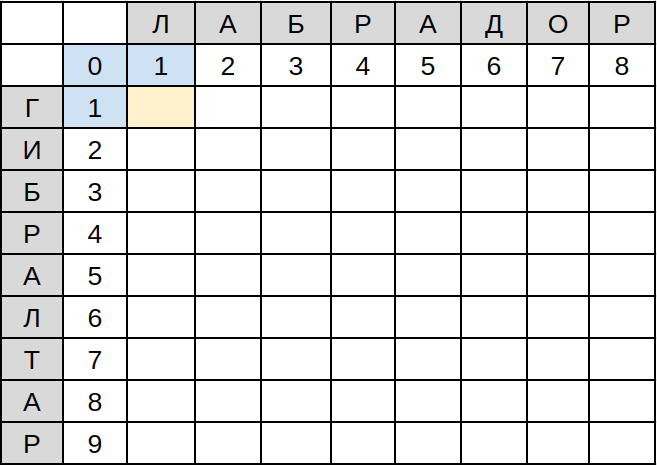 Л А Б Р А Д О Р
0 1 2 3 4 5 6 7 8
Г 1
И 2
Б 3
Р 4
А 5
Л 6
Т 7
А 8
Р 9